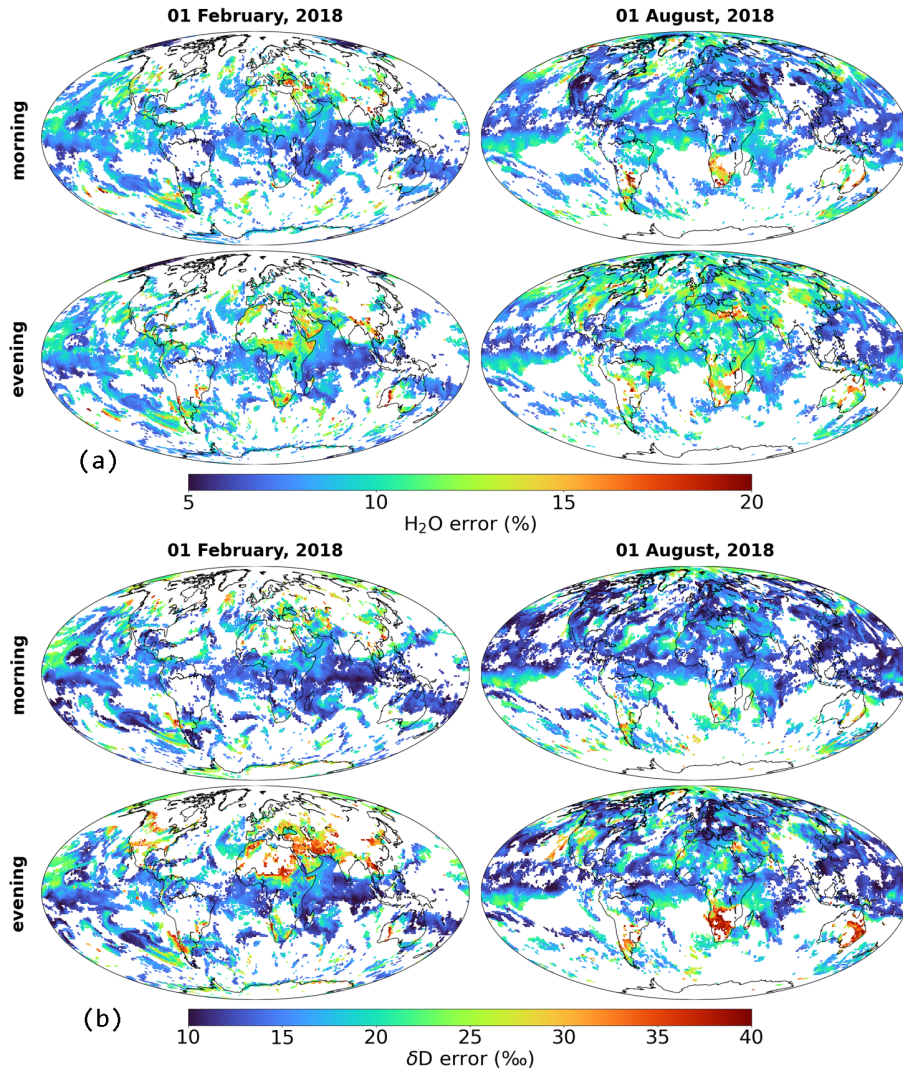 01 February, 2018
01 August, 2018
morning
evening
(a)
5
10
15
20
H₂O error (%)
01 February, 2018
01 August, 2018
morning
evening
(b)
10
15
20
25
30
35
40
δD error (‰)